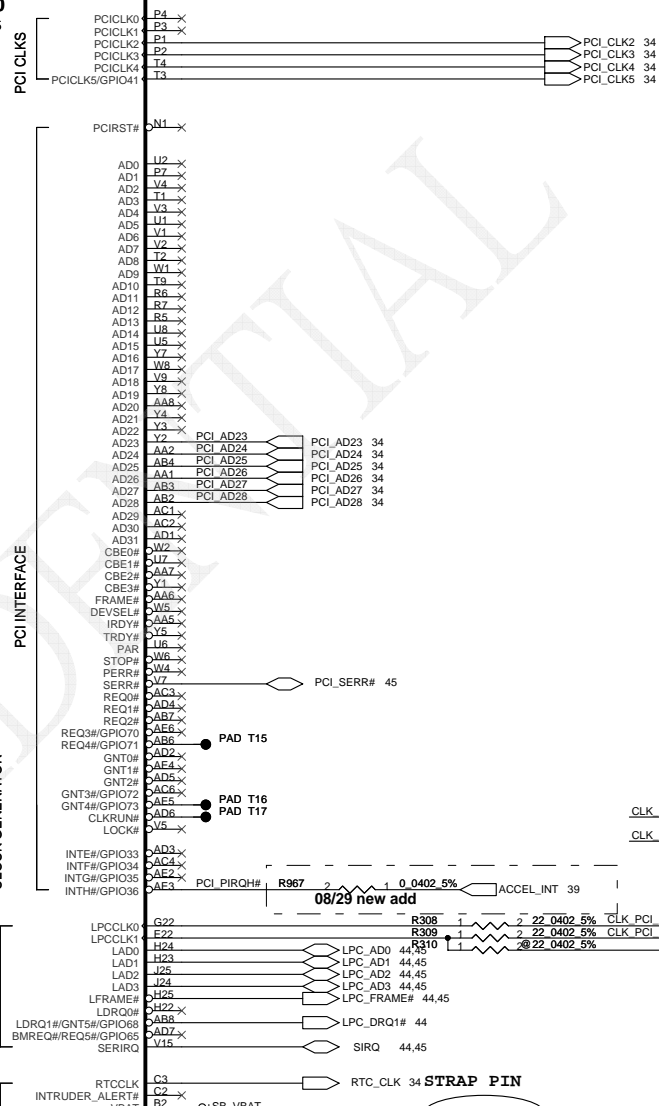 PCI CLKS
PCICLK0 P4
PCICLK1 P3
PCICLK2 P1 PCI_CLK2 34
PCICLK3 P2 PCI_CLK3 34
PCICLK4 T4 PCI_CLK4 34
PCICLK5/GPIO41 T3 PCI_CLK5 34
PCI INTERFACE
PCIRST# N1
AD0 U2
AD1 P7
AD2 V4
AD3 T1
AD4 V3
AD5 U1
AD6 V1
AD7 V2
AD8 T2
AD9 W1
AD10 T9
AD11 R6
AD12 R7
AD13 R5
AD14 U8
AD15 U5
AD16 Y7
AD17 W8
AD18 V9
AD19 Y8
AD20 AA8
AD21 Y4
AD22 Y3
AD23 Y2 PCI_AD23 PCI_AD23 34
AD24 AA2 PCI_AD24 PCI_AD24 34
AD25 AB4 PCI_AD25 PCI_AD25 34
AD26 AA1 PCI_AD26 PCI_AD26 34
AD27 AB3 PCI_AD27 PCI_AD27 34
AD28 AB2 PCI_AD28 PCI_AD28 34
AD29 AC1
AD30 AC2
AD31 AD1
CBE0# W2
CBE1# U7
CBE2# AA7
CBE3# Y1
FRAME# AA6
DEVSEL# W5
IRDY# AA5
TRDY# Y5
PAR U6
STOP# W6
PERR# W4
SERR# V7 PCI_SERR# 45
REQ0# AC3
REQ1# AD4
REQ2# AB7
REQ3#/GPIO70 AE6
REQ4#/GPIO71 AB6 PAD T15
GNT0# AD2
GNT1# AE4
GNT2# AD5
GNT3#/GPIO72 AC6
GNT4#/GPIO73 AE5 PAD T16
CLKRUN# AD6 PAD T17
LOCK# V5
CLK_
CLK_
INTE#/GPIO33 AD3
INTF#/GPIO34 AC4
INTG#/GPIO35 AE2
INTH#/GPIO36 AE3 PCI_PIRQH# R967 2 1 0_0402_5% ACCEL_INT 39
08/29 new add
LPCCLK0 G22 R308 1 2 22_0402_5% CLK_PCI_
LPCCLK1 E22 R309 1 2 22_0402_5% CLK_PCI
LAD0 H24 LPC_AD0 44,45 R310 1 2 @22_0402_5%
LAD1 H23 LPC_AD1 44,45
LAD2 J25 LPC_AD2 44,45
LAD3 J24 LPC_AD3 44,45
LFRAME# H25 LPC_FRAME# 44,45
LDRQ0# H22
LDRQ1#/GNT5#/GPIO68 AB8 LPC_DRQ1# 44
BMREQ#/REQ5#/GPIO65 AD7
SERIRQ V15 SIRQ 44,45
RTCCLK C3 RTC_CLK 34 STRAP PIN
INTRUDER_ALERT# C2
VBAT B2